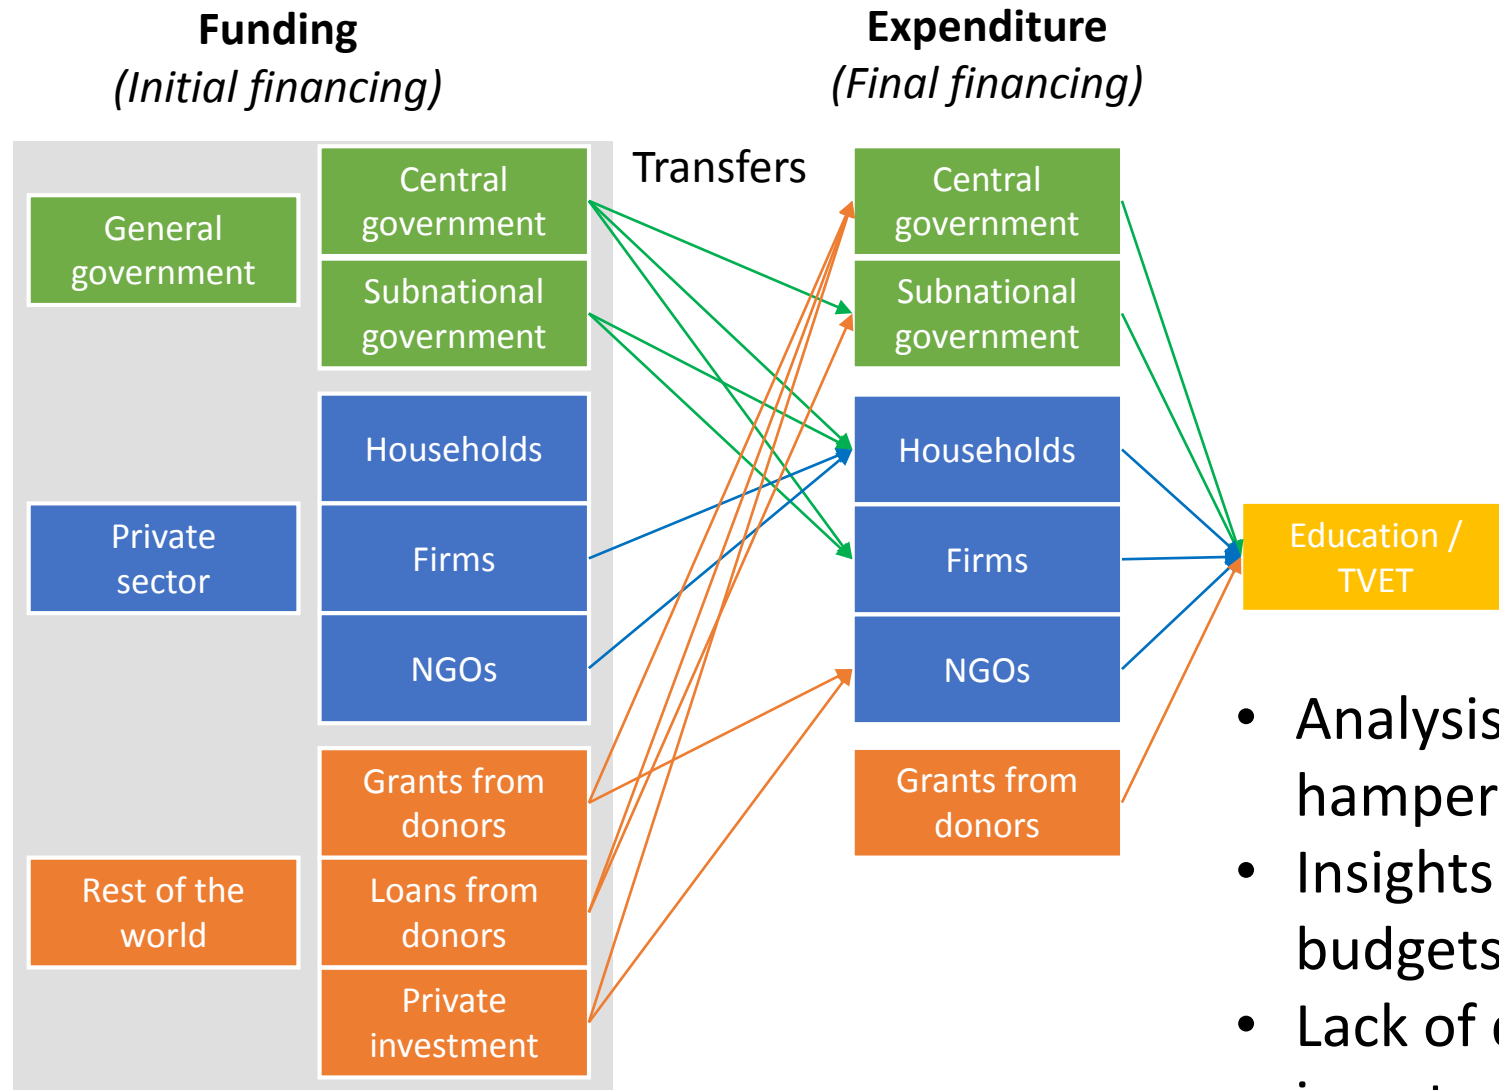 Funding
(Initial financing)
Expenditure
(Final financing)
Transfers
General
government
Central
government
Subnational
government
Private
sector
Households
Firms
NGOs
Rest of the
world
Grants from
donors
Loans from
donors
Private
investment
Central
government
Subnational
government
Households
Firms
NGOs
Grants from
donors
Education /
TVET
• Analysis
hamper
• Insights
budgets
• Lack of